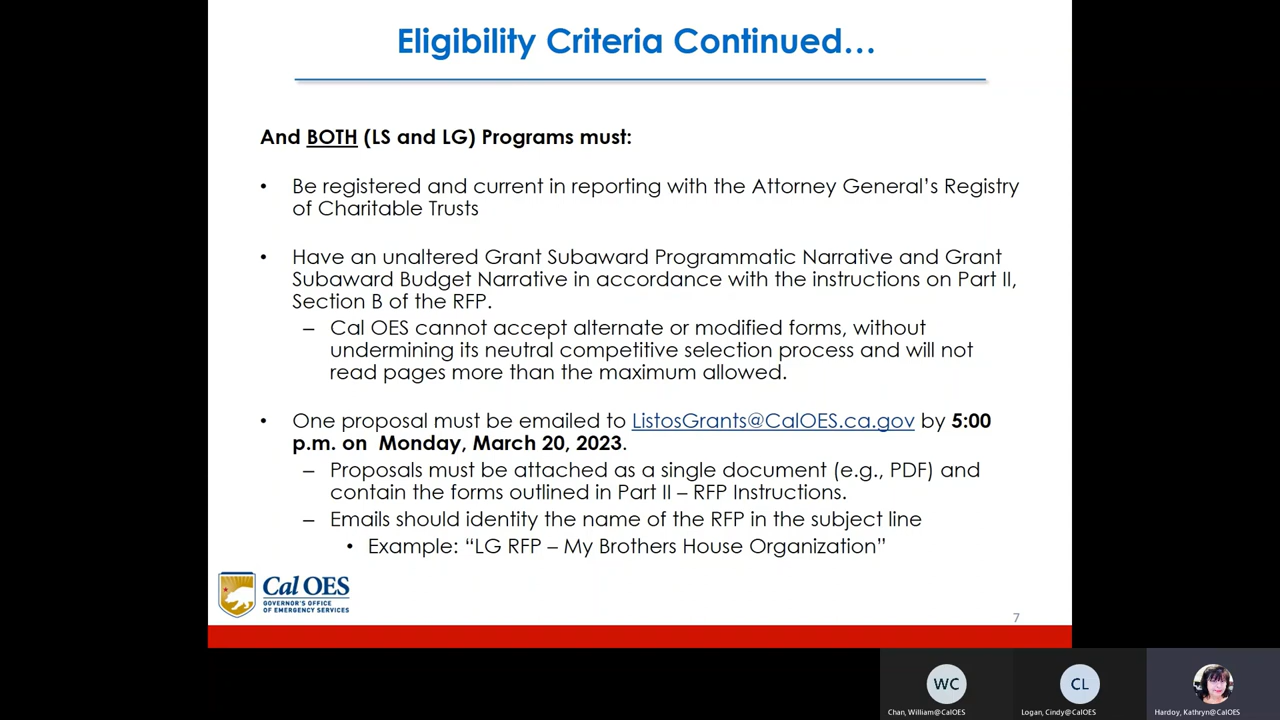 Eligibility Criteria Continued…
And BOTH (LS and LG) Programs must:
• Be registered and current in reporting with the Attorney General’s Registry
of Charitable Trusts
• Have an unaltered Grant Subaward Programmatic Narrative and Grant
Subaward Budget Narrative in accordance with the instructions on Part II,
Section B of the RFP.
– Cal OES cannot accept alternate or modified forms, without
undermining its neutral competitive selection process and will not
read pages more than the maximum allowed.
• One proposal must be emailed to ListosGrants@CalOES.ca.gov by 5:00
p.m. on Monday, March 20, 2023.
– Proposals must be attached as a single document (e.g., PDF) and
contain the forms outlined in Part II – RFP Instructions.
– Emails should identity the name of the RFP in the subject line
• Example: “LG RFP – My Brothers House Organization”
Cal OES
GOVERNOR'S OFFICE
OF EMERGENCY SERVICES
7
WC
CL
Chan, William@CalOES
Logan, Cindy@CalOES
Hardoy, Kathryn@CalOES